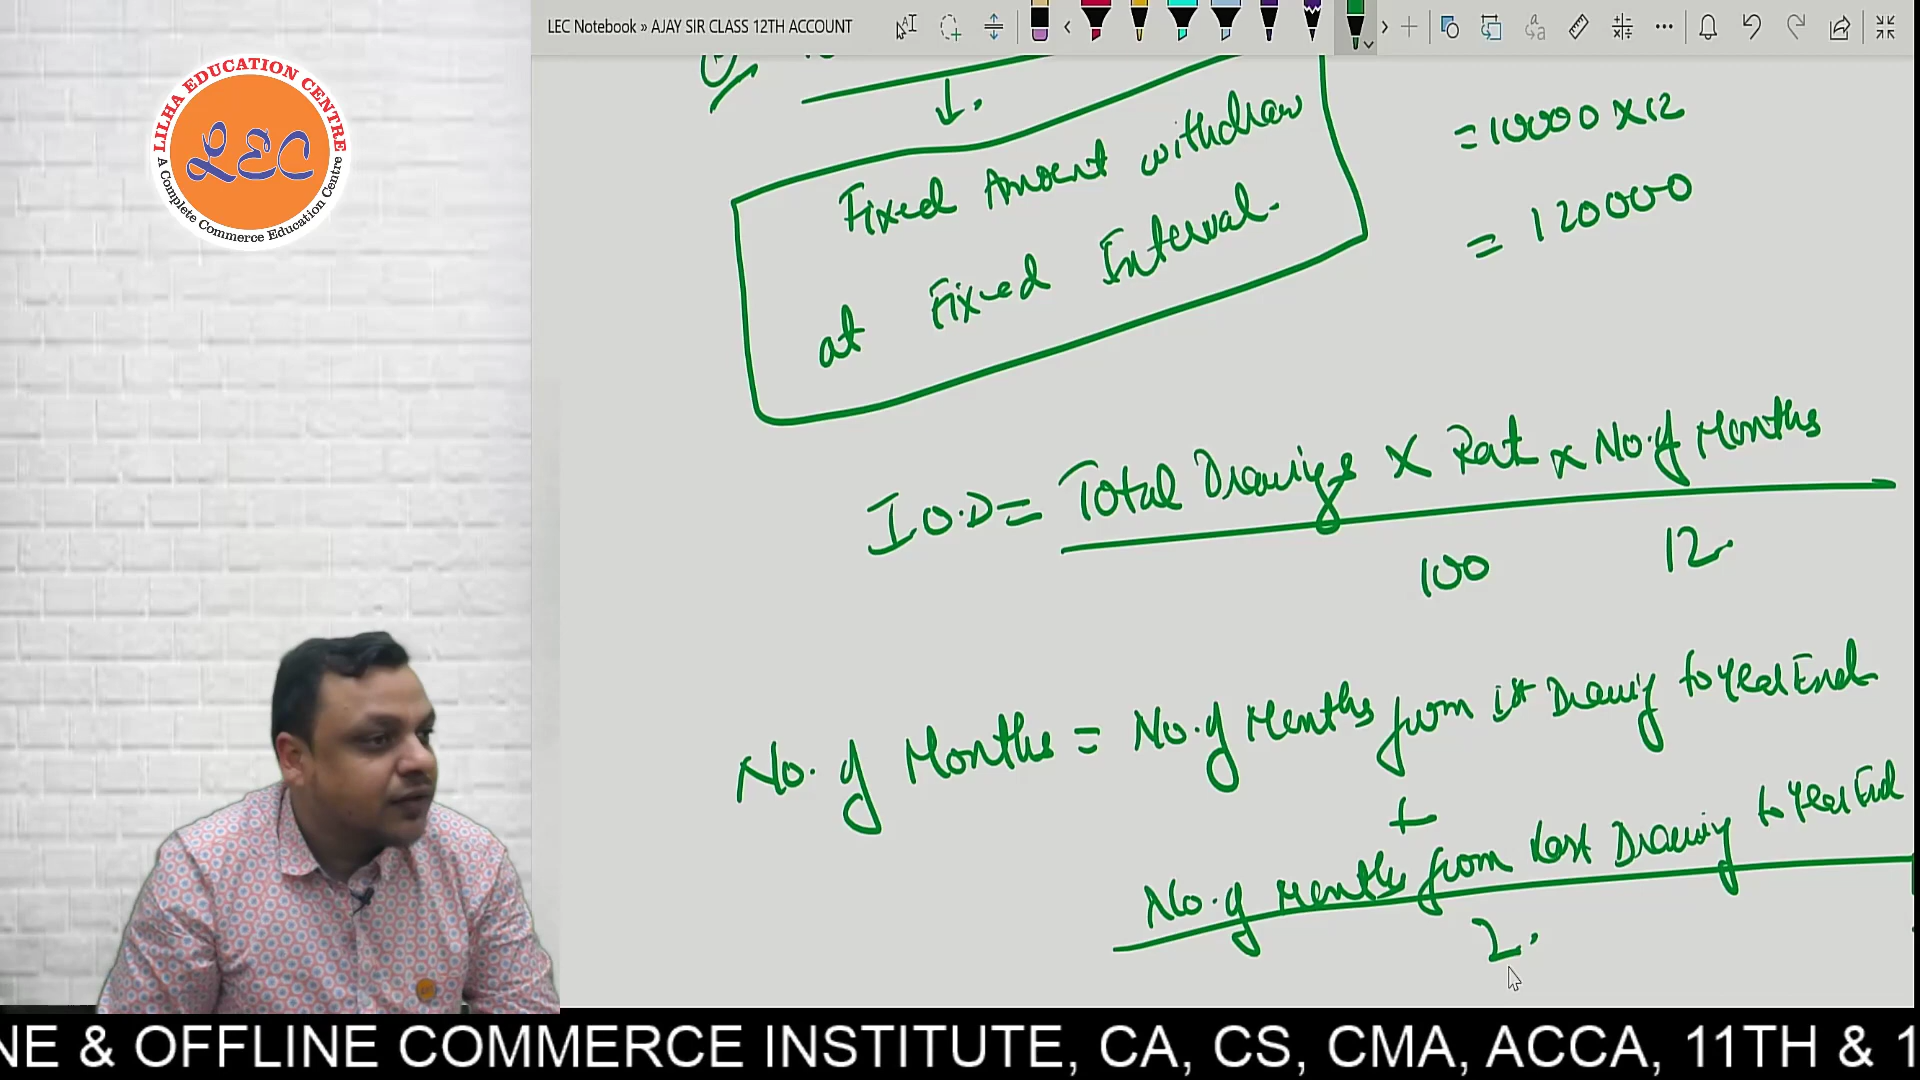 LEC Notebook » AJAY SIR CLASS 12TH ACCOUNT
LILHA EDUCATION CENTRE
LEC
A Complete Commerce Education Centre
Fixed Amount withdraw
at Fixed Interval.
= 10000 x 12
= 120000
I O.D = Total Drawings x Rate x No. of Months
100 12
No. of Months = No. of Months from 1st Drawing to Year End
+
No. of Months from Last Drawing to Year End
2.
NE & OFFLINE COMMERCE INSTITUTE, CA, CS, CMA, ACCA, 11TH & 1